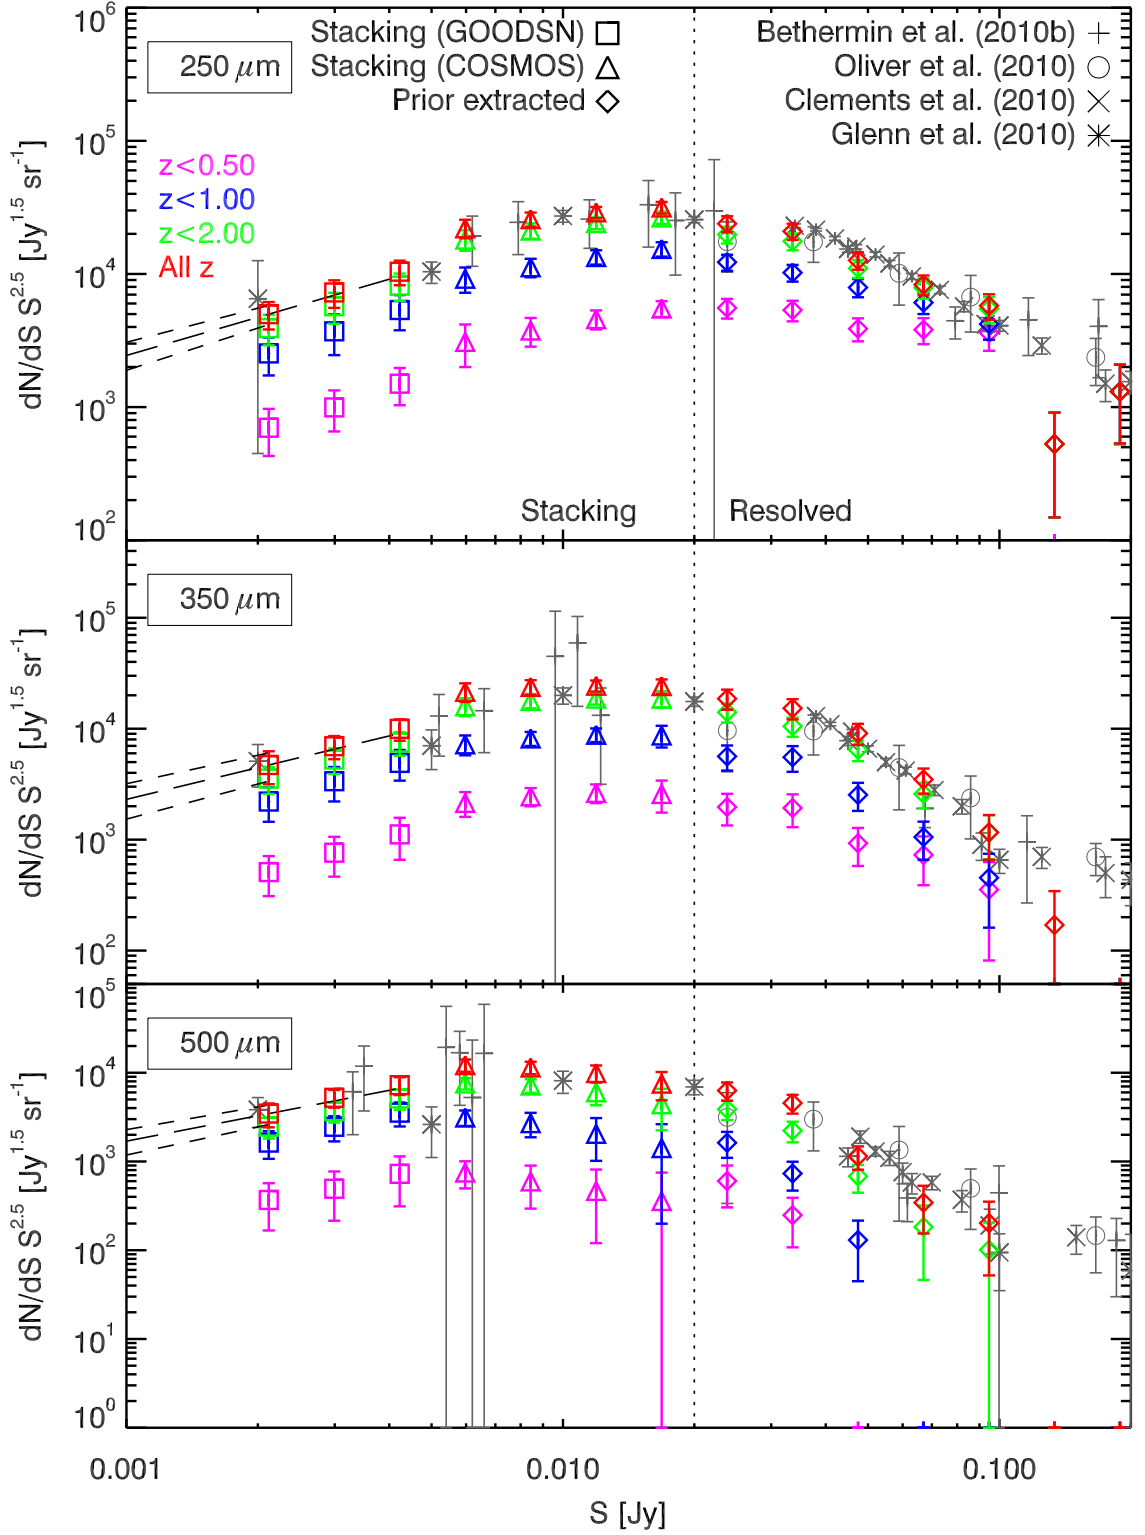 10^6
250 μm
Stacking (GOODSN)
Stacking (COSMOS)
Prior extracted
Bethermin et al. (2010b)
Oliver et al. (2010)
Clements et al. (2010)
Glenn et al. (2010)
z<0.50
z<1.00
z<2.00
All z
10^5
10^4
10^3
10^2
dN/dS S^2.5 [Jy^1.5 sr^-1]
Stacking
Resolved
350 μm
10^5
10^4
10^3
10^2
dN/dS S^2.5 [Jy^1.5 sr^-1]
10^5
500 μm
10^4
10^3
10^2
10^1
10^0
dN/dS S^2.5 [Jy^1.5 sr^-1]
0.001
0.010
0.100
S [Jy]